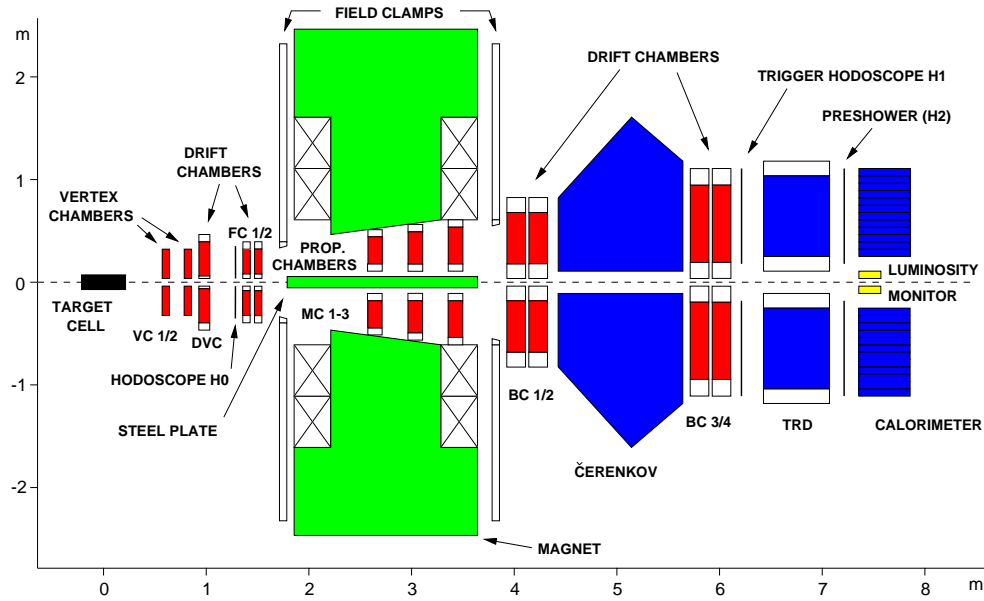 FIELD CLAMPS
m
DRIFT CHAMBERS
TRIGGER HODOSCOPE H1
2
PRESHOWER (H2)
DRIFT
CHAMBERS
1
VERTEX
CHAMBERS
FC 1/2
PROP.
CHAMBERS
LUMINOSITY
0
MONITOR
TARGET
CELL
MC 1-3
VC 1/2
DVC
HODOSCOPE H0
-1
BC 1/2
BC 3/4
TRD
CALORIMETER
STEEL PLATE
ČERENKOV
-2
MAGNET
0 1 2 3 4 5 6 7 8 m